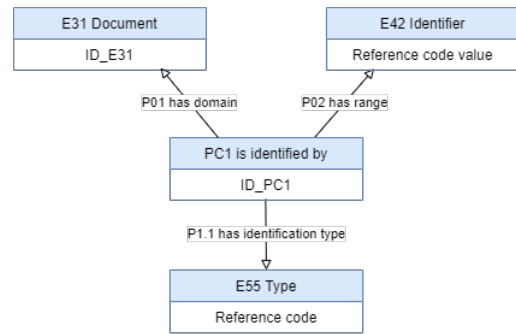 E31 Document
ID_E31
E42 Identifier
Reference code value
P01 has domain
P02 has range
PC1 is identified by
ID_PC1
P1.1 has identification type
E55 Type
Reference code